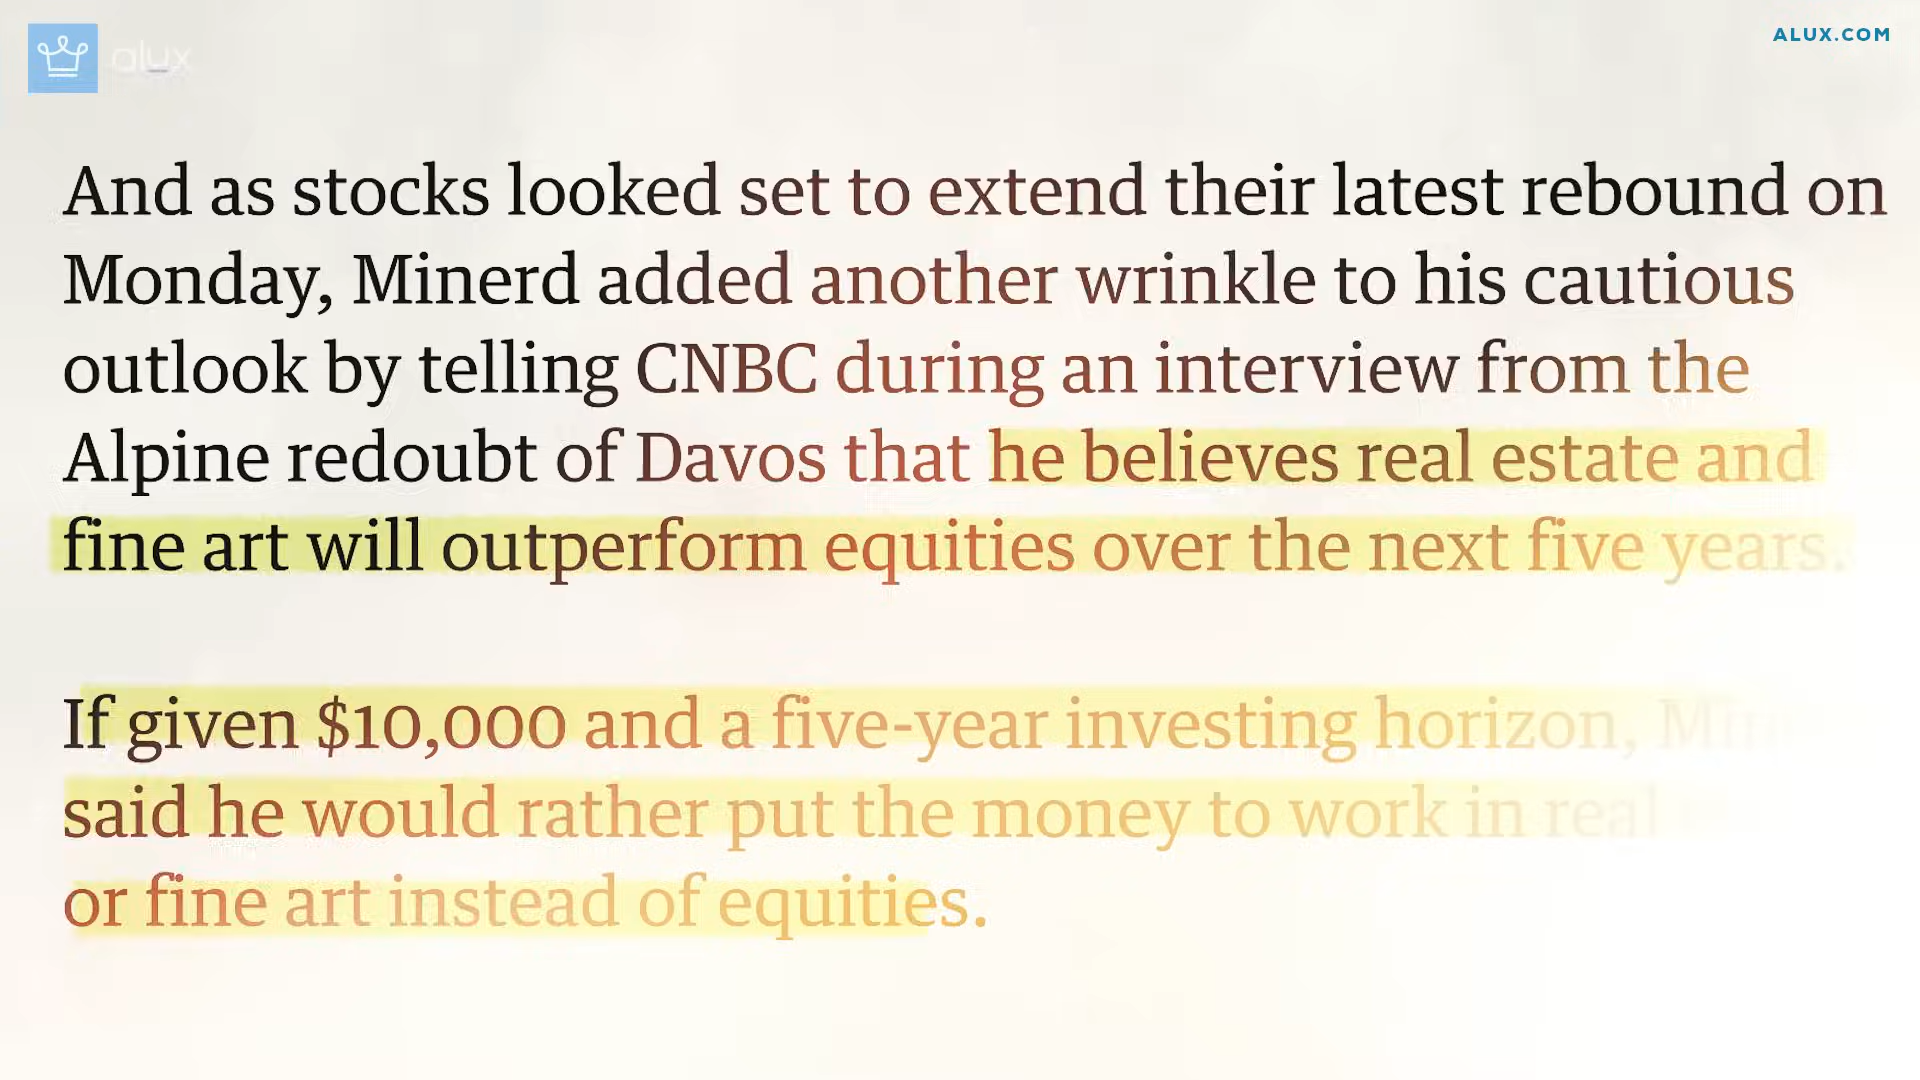 alux
ALUX.COM
And as stocks looked set to extend their latest rebound on
Monday, Minerd added another wrinkle to his cautious
outlook by telling CNBC during an interview from the
Alpine redoubt of Davos that he believes real estate and
fine art will outperform equities over the next five years.
If given $10,000 and a five-year investing horizon,
said he would rather put the money to work in real
or fine art instead of equities.